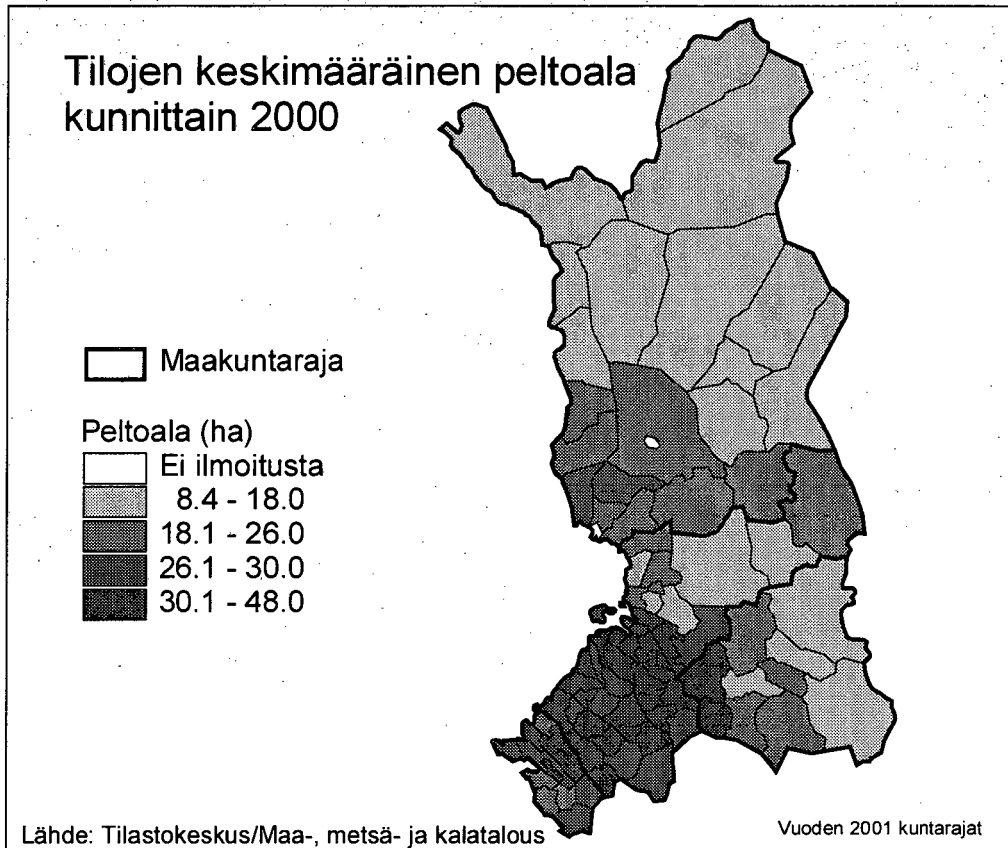 Tilojen keskimääräinen peltoala
kunnittain 2000
Maakuntaraja
Peltoala (ha)
Ei ilmoitusta
8.4 - 18.0
18.1 - 26.0
26.1 - 30.0
30.1 - 48.0
Lähde: Tilastokeskus/Maa-, metsä- ja kalatalous
Vuoden 2001 kuntarajat